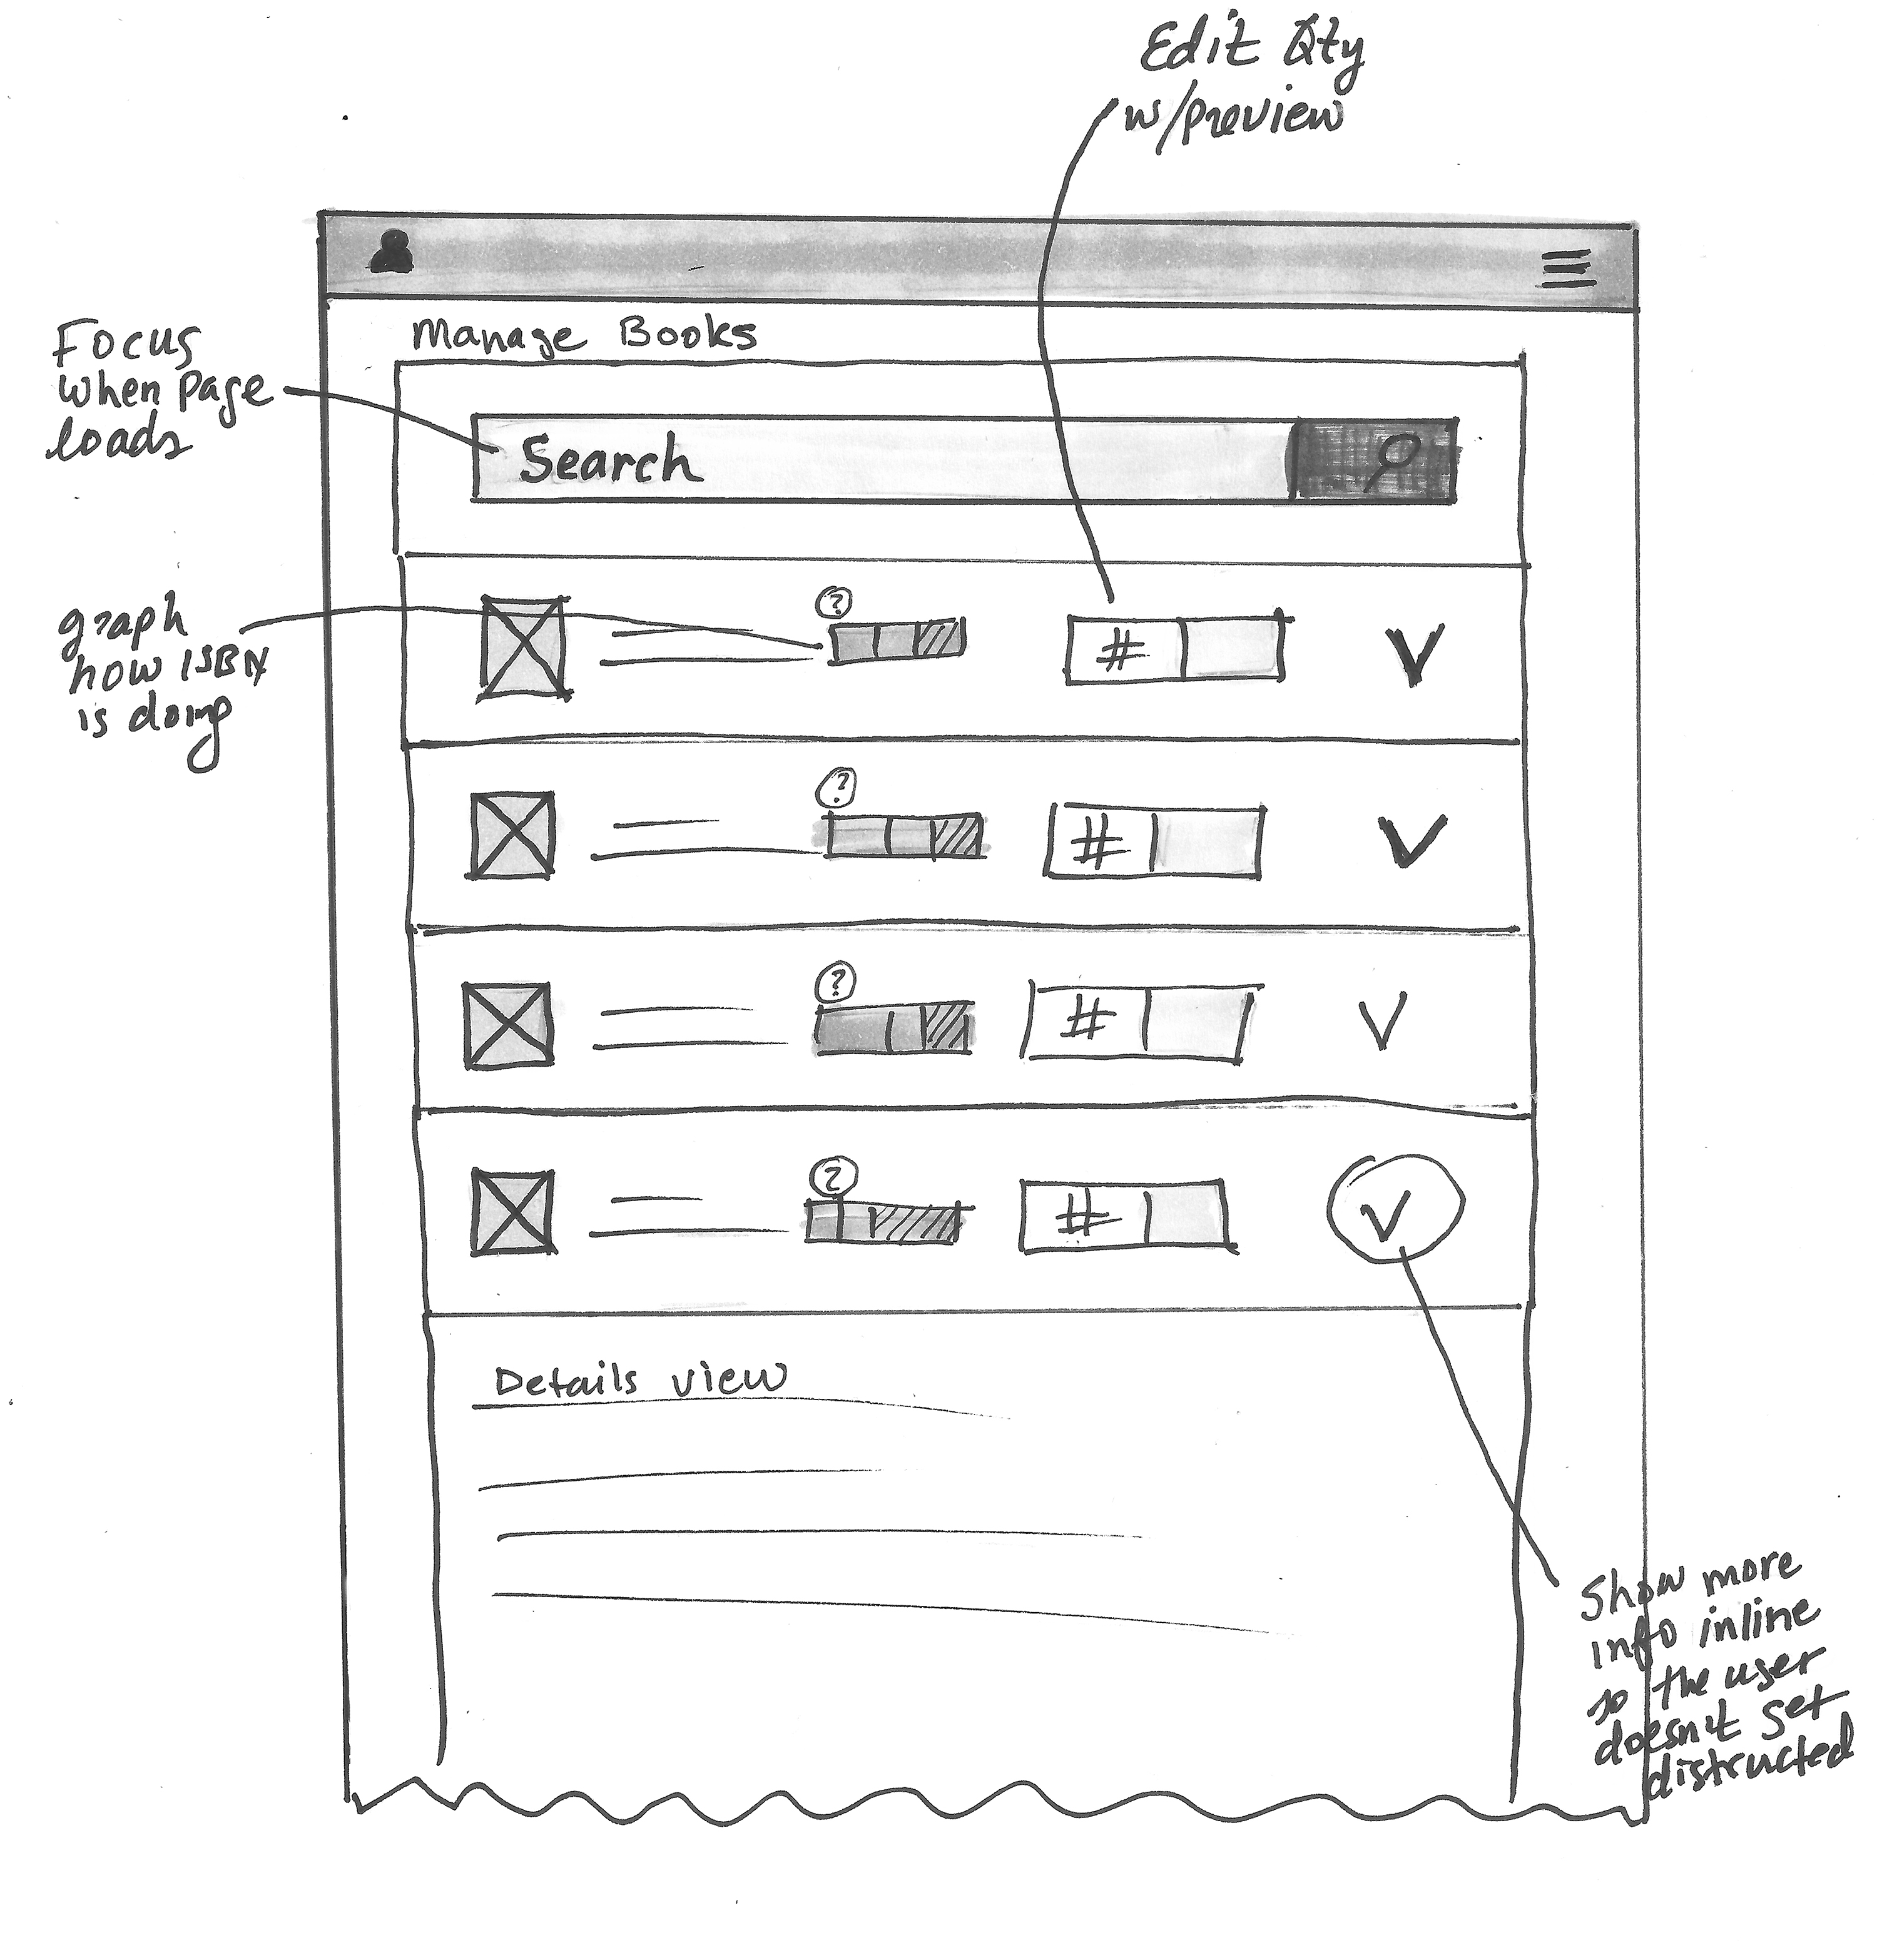 Edit Qty
w/preview
Manage Books
Focus
when page
loads
Search
graph
how ISBN
is doing
?
#
?
#
?
#
?
#
Details view
Show more
info inline
so the user
doesn't get
distructed